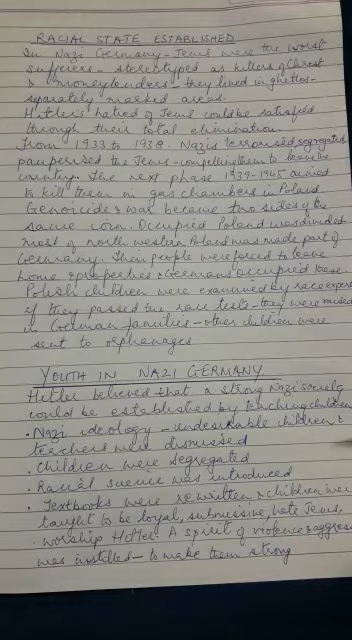 RACIAL STATE ESTABLISHED
In Nazi Germany - Jews were the worst
sufferers - stereotyped as killers of Christ
& moneylenders - they lived in ghettos -
separately marked areas.
Hitler's hatred of Jews could be satisfied
through their total elimination.
From 1933 to 1938 - Nazis terrorised, segregated
pauperised the Jews - compelling them to leave the
country. The next phase 1939-1945 aimed
to kill them in gas chambers in Poland
Genocide & war became two sides of the
same coin. Occupied Poland was divided
most of north western Poland was made part of
Germany. Then people were forced to leave
home & properties & Germans occupied
Polish children were examined by race expert
if they passed the race tests - they were raised
in German families - other children were
sent to orphanages
YOUTH IN NAZI GERMANY
Hitler believed that a strong Nazi society
could be established by teaching children
• Nazi ideology - undesirable children &
teachers were dismissed
• Children were segregated
• Racial science was introduced
• Textbooks were rewritten & children were
taught to be loyal, submissive, hate Jews,
• worship Hitler. A spirit of violence & aggress
was instilled - to make them strong